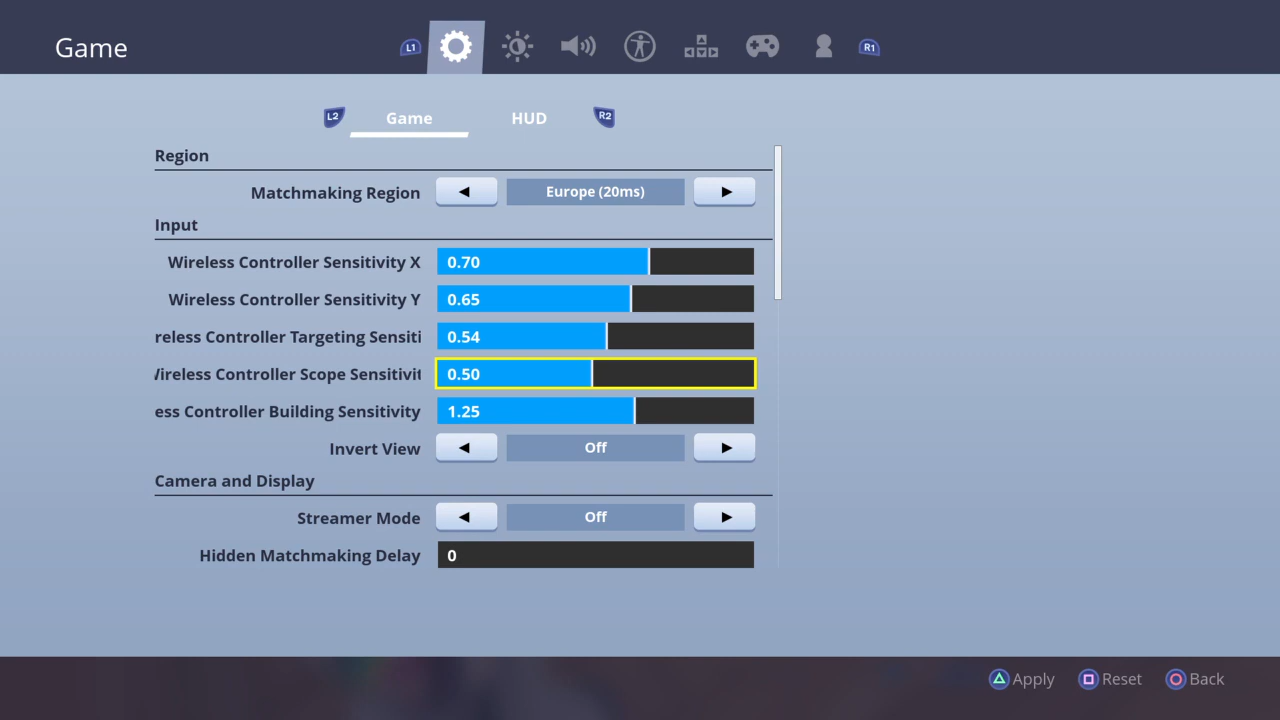 Game
L1
R1
L2
Game
HUD
R2
Region
Matchmaking Region
Europe (20ms)
Input
Wireless Controller Sensitivity X
0.70
Wireless Controller Sensitivity Y
0.65
reless Controller Targeting Sensiti
0.54
Wireless Controller Scope Sensitivit
0.50
ess Controller Building Sensitivity
1.25
Invert View
Off
Camera and Display
Streamer Mode
Off
Hidden Matchmaking Delay
0
Apply
Reset
Back